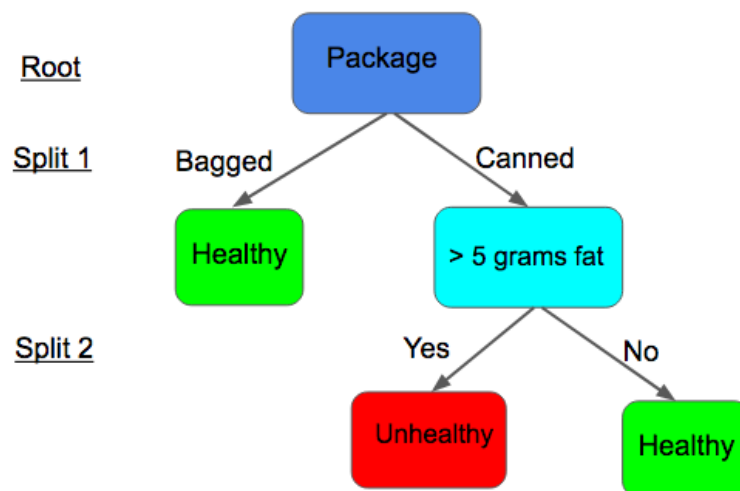 Root
Package
Split 1
Bagged
Canned
Healthy
> 5 grams fat
Split 2
Yes
No
Unhealthy
Healthy